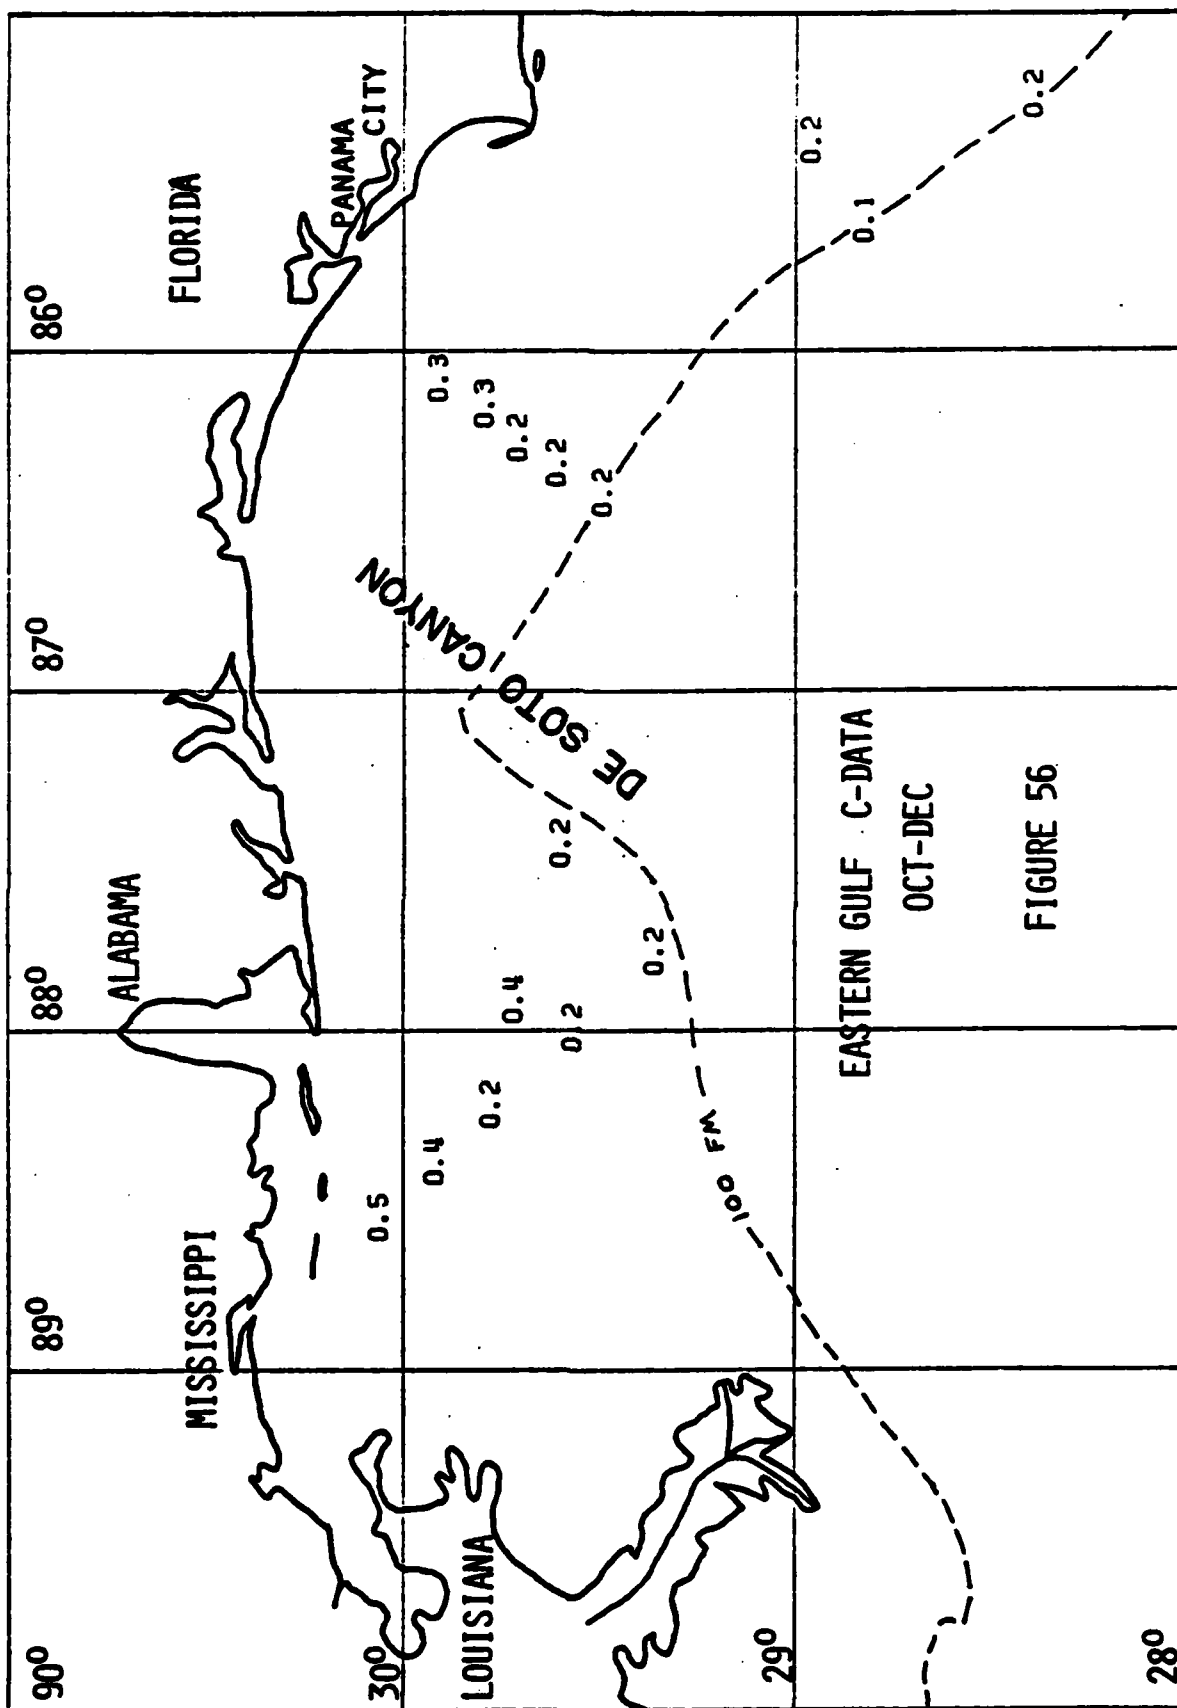 90° 89° 88° 87° 86°
ALABAMA
FLORIDA
MISSISSIPPI
PANAMA
CITY
0.5
30°
0.4
0.3
LOUISIANA
0.3
0.2
DE SOTO CANYON
0.4
0.2
0.2
0.2
0.2
0.2
0.2
100 FM
29°
0.2
EASTERN GULF C-DATA
0.1
OCT-DEC
0.2
FIGURE 56
28°